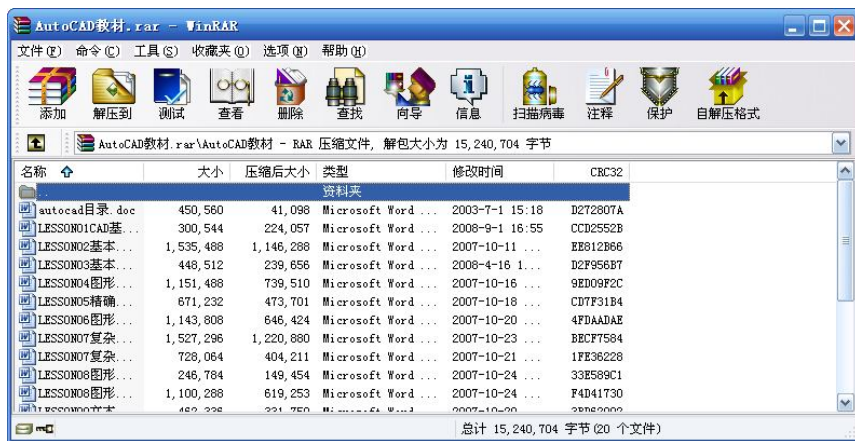 AutoCAD教材.rar - WinRAR
文件(F) 命令(C) 工具(S) 收藏夹(O) 选项(N) 帮助(H)
添加 解压到 测试 查看 删除 查找 向导 信息 扫描病毒 注释 保护 自解压格式
AutoCAD教材.rar\AutoCAD教材 - RAR 压缩文件, 解包大小为 15,240,704 字节
名称 大小 压缩后大小 类型 修改时间 CRC32
.. 资料夹
autocad目录.doc 450,560 41,098 Microsoft Word ... 2003-7-1 15:18 D272807A
LESSON01CAD基... 300,544 224,057 Microsoft Word ... 2008-9-1 16:55 CCD2552B
LESSON02基本... 1,535,488 1,146,288 Microsoft Word ... 2007-10-11 ... EE812B66
LESSON03基本... 448,512 239,656 Microsoft Word ... 2008-4-16 1... D2F956B7
LESSON04图形... 1,151,488 739,510 Microsoft Word ... 2007-10-16 ... 9ED09F2C
LESSON05精确... 671,232 473,701 Microsoft Word ... 2007-10-18 ... CD7F31B4
LESSON06图形... 1,143,808 646,424 Microsoft Word ... 2007-10-20 ... 4FDAADAE
LESSON07复杂... 1,527,296 1,220,880 Microsoft Word ... 2007-10-23 ... BECF7584
LESSON07复杂... 728,064 404,211 Microsoft Word ... 2007-10-21 ... 1FE36228
LESSON08图形... 246,784 149,454 Microsoft Word ... 2007-10-24 ... 33E589C1
LESSON08图形... 1,100,288 619,253 Microsoft Word ... 2007-10-24 ... F4D41730
总计 15,240,704 字节(20 个文件)